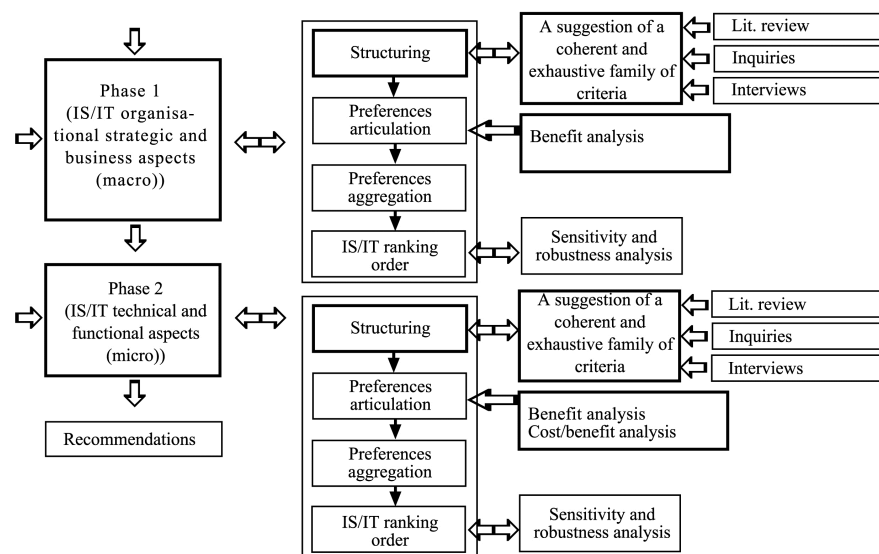 Phase 1
(IS/IT organisa-
tional strategic and
business aspects
(macro))
Phase 2
(IS/IT technical and
functional aspects
(micro))
Recommendations
Structuring
Preferences
articulation
Preferences
aggregation
IS/IT ranking
order
A suggestion of a
coherent and
exhaustive family of
criteria
Lit. review
Inquiries
Interviews
Benefit analysis
Sensitivity and
robustness analysis
Structuring
Preferences
articulation
Preferences
aggregation
IS/IT ranking
order
A suggestion of a
coherent and
exhaustive family of
criteria
Lit. review
Inquiries
Interviews
Benefit analysis
Cost/benefit analysis
Sensitivity and
robustness analysis